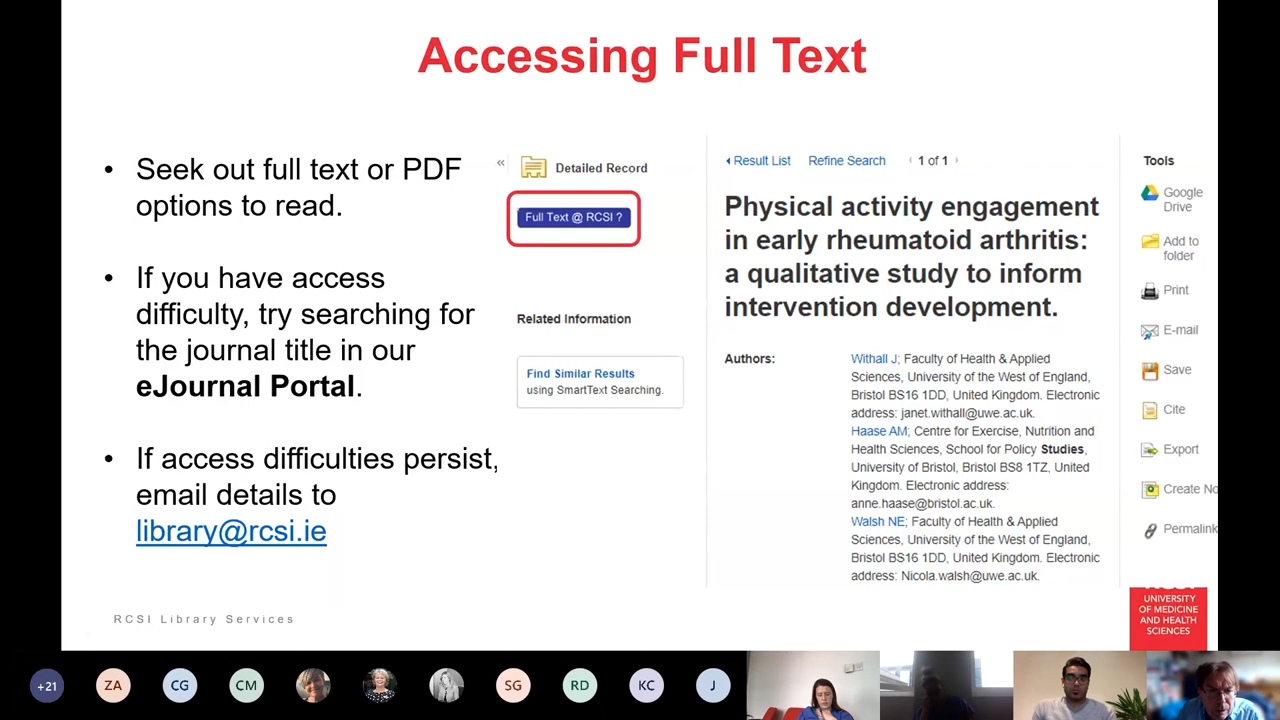 Accessing Full Text
• Seek out full text or PDF
options to read.
• If you have access
difficulty, try searching for
the journal title in our
eJournal Portal.
• If access difficulties persist,
email details to
library@rcsi.ie
«
Detailed Record
Full Text @ RCSI ?
Related Information
Find Similar Results
using SmartText Searching.
Result List Refine Search 1 of 1
Physical activity engagement
in early rheumatoid arthritis:
a qualitative study to inform
intervention development.
Authors:
Withall J; Faculty of Health & Applied
Sciences, University of the West of England,
Bristol BS16 1DD, United Kingdom. Electronic
address: janet.withall@uwe.ac.uk.
Haase AM; Centre for Exercise, Nutrition and
Health Sciences, School for Policy Studies,
University of Bristol, Bristol BS8 1TZ, United
Kingdom. Electronic address:
anne.haase@bristol.ac.uk.
Walsh NE; Faculty of Health & Applied
Sciences, University of the West of England,
Bristol BS16 1DD, United Kingdom. Electronic
address: Nicola.walsh@uwe.ac.uk.
Tools
Google
Drive
Add to
folder
Print
E-mail
Save
Cite
Export
Create No
Permalink
RCSI Library Services
UNIVERSITY
OF MEDICINE
AND HEALTH
SCIENCES
+21 ZA CG CM SG RD KC J